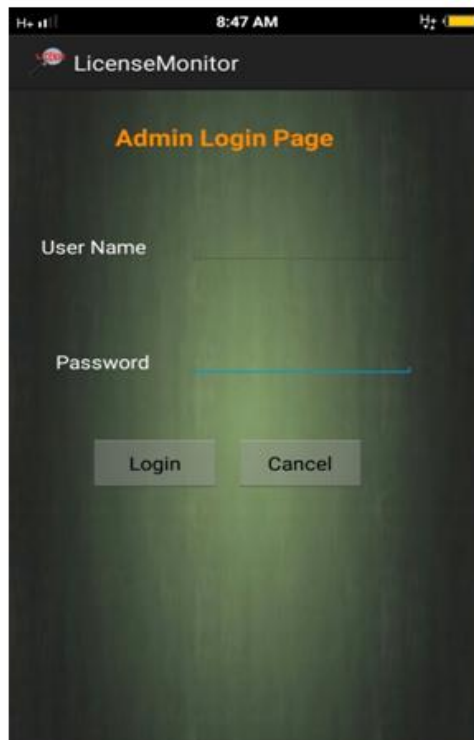 H+ 8:47 AM H+
LicenseMonitor
Admin Login Page
User Name
Password
Login Cancel